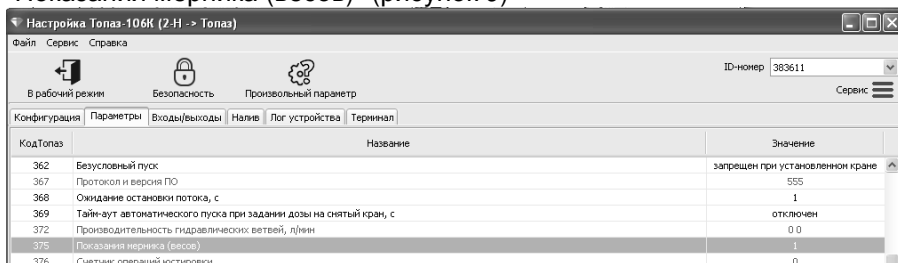 "Показания мерника (весов)" (рисунок 6)
Настройка Топаз-106К (2-Н -> Топаз)
Файл Сервис Справка
ID-номер 383611
В рабочий режим Безопасность Произвольный параметр Сервис
Конфигурация Параметры Входы/выходы Налив Лог устройства Терминал
КодТопаз Название Значение
362 Безусловный пуск запрещен при установленном кране
367 Протокол и версия ПО 555
368 Ожидание остановки потока, с 1
369 Тайм-аут автоматического пуска при задании дозы на снятый кран, с отключен
372 Производительность гидравлических ветвей, л/мин 0 0
375 Показания мерника (весов) 1
376 Счетчик операций юстировки 0